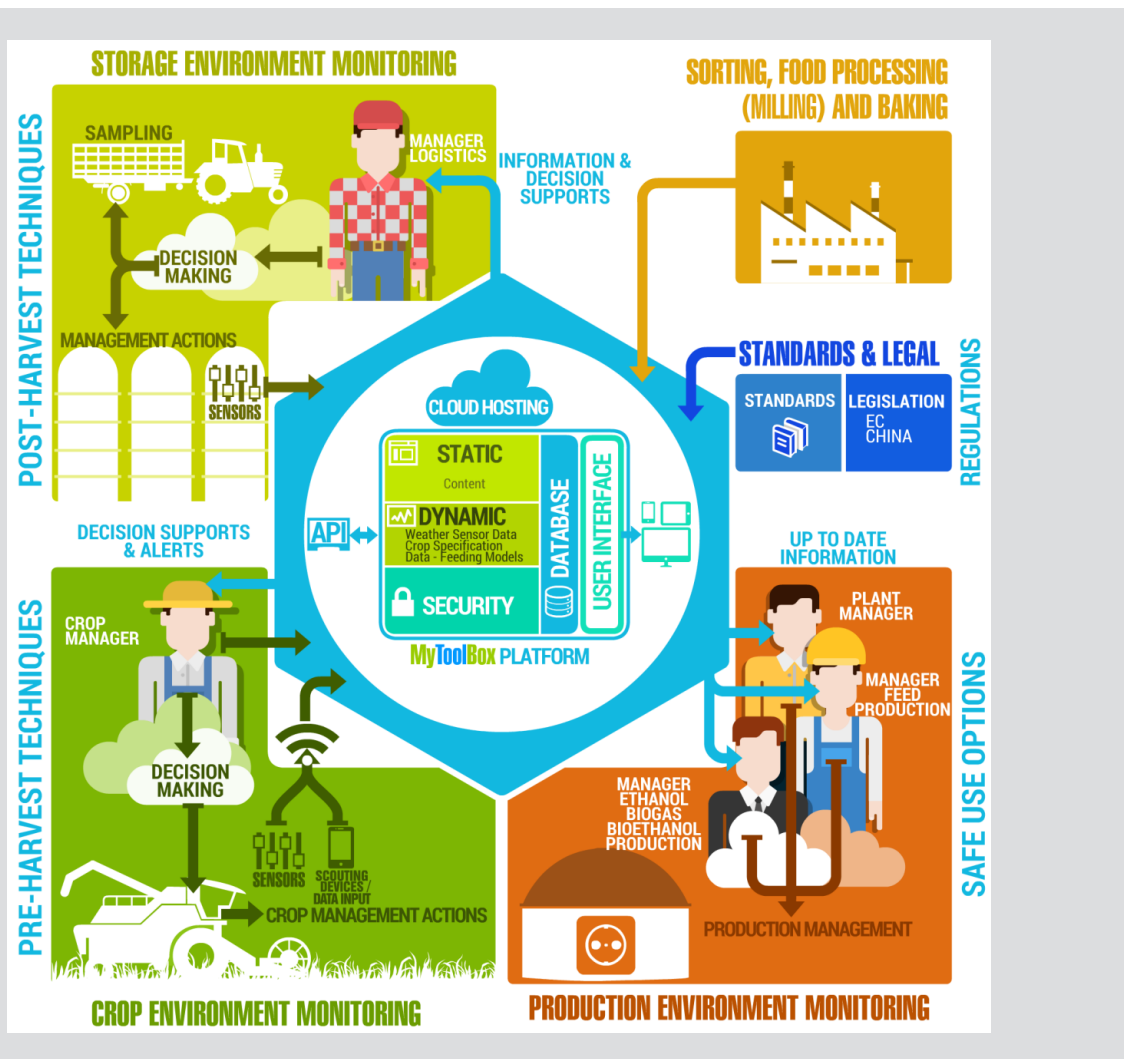 STORAGE ENVIRONMENT MONITORING
POST-HARVEST TECHNIQUES
SAMPLING
MANAGER
LOGISTICS
DECISION
MAKING
MANAGEMENT ACTIONS
SENSORS
INFORMATION &
DECISION
SUPPORTS
SORTING, FOOD PROCESSING
(MILLING) AND BAKING
STANDARDS & LEGAL
STANDARDS
LEGISLATION
EC
CHINA
REGULATIONS
CLOUD HOSTING
STATIC
Content
DYNAMIC
Weather Sensor Data
Crop Specification
Data - Feeding Models
SECURITY
DATABASE
USER INTERFACE
API
MyToolBox PLATFORM
DECISION SUPPORTS
& ALERTS
PRE-HARVEST TECHNIQUES
CROP
MANAGER
DECISION
MAKING
SENSORS
SCOUTING
DEVICES /
DATA INPUT
CROP MANAGEMENT ACTIONS
CROP ENVIRONMENT MONITORING
UP TO DATE
INFORMATION
PLANT
MANAGER
MANAGER
FEED
PRODUCTION
MANAGER
ETHANOL
BIOGAS
BIOETHANOL
PRODUCTION
PRODUCTION MANAGEMENT
SAFE USE OPTIONS
PRODUCTION ENVIRONMENT MONITORING